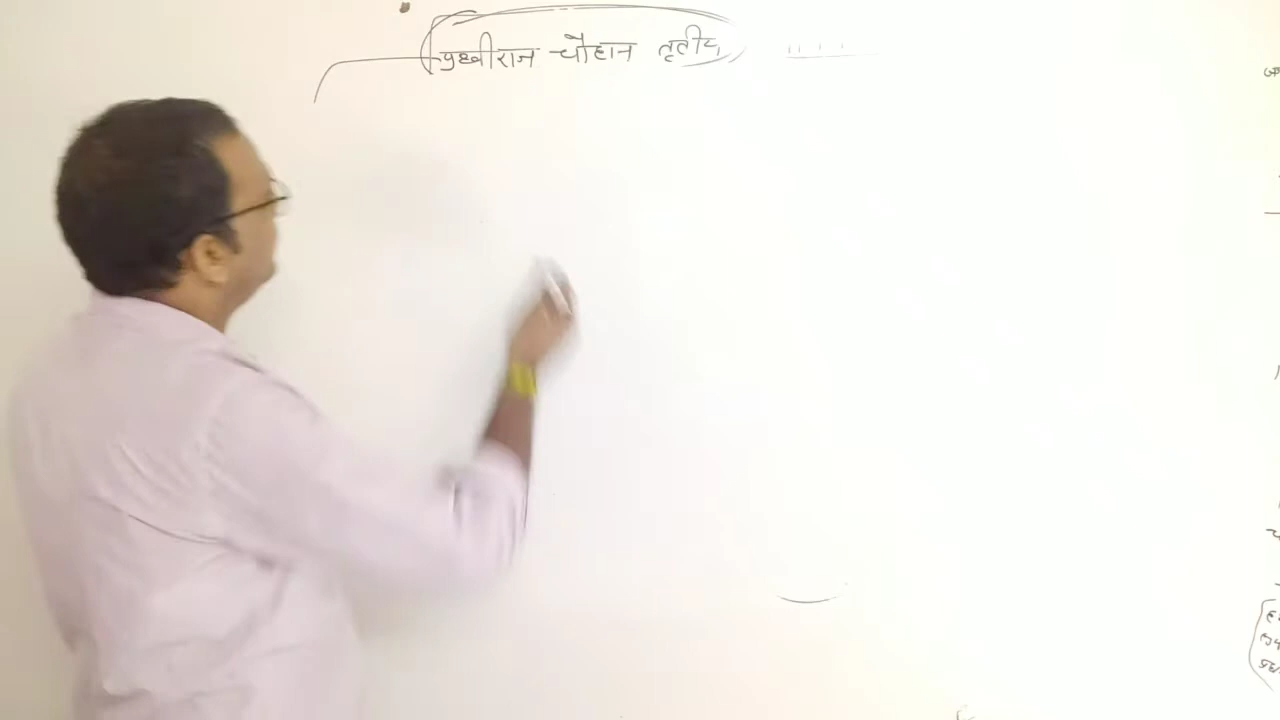 पृथ्वीराज चौहान तृतीय